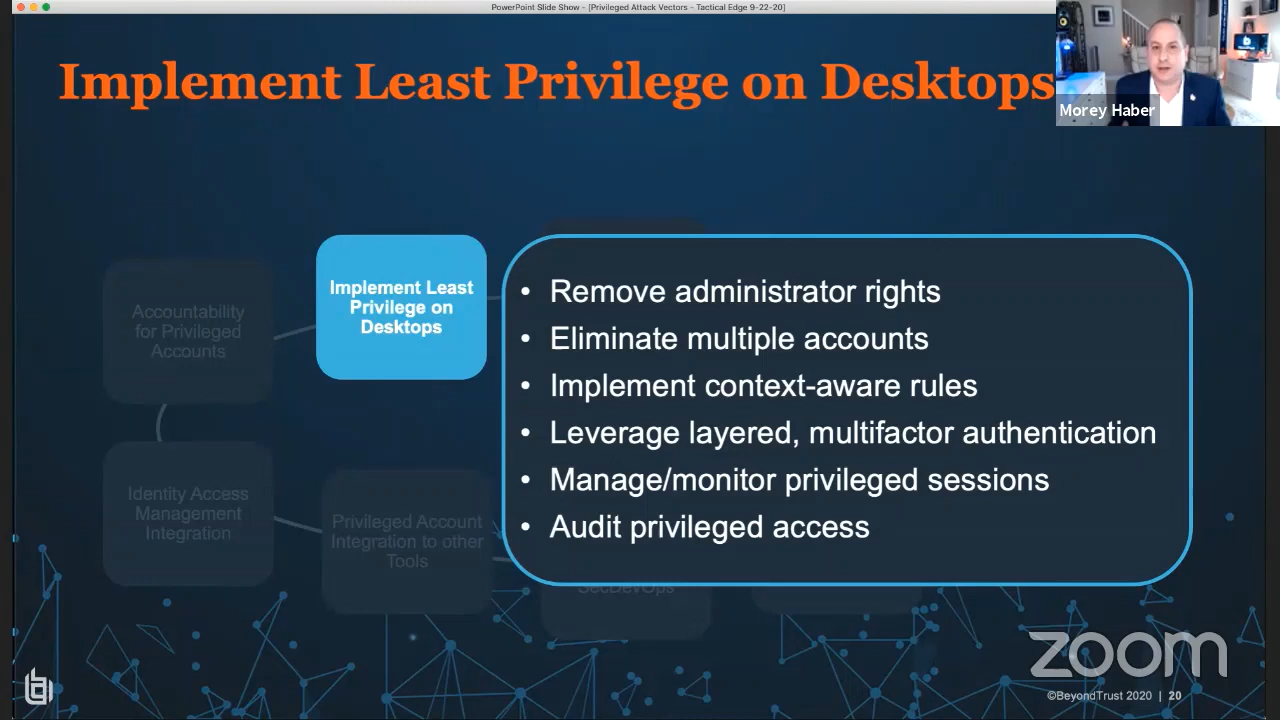 PowerPoint Slide Show - [Privileged Attack Vectors - Tactical Edge 9-22-20]
Implement Least Privilege on Desktops
Morey Haber
Accountability
for Privileged
Accounts
Implement Least
Privilege on
Desktops
• Remove administrator rights
• Eliminate multiple accounts
• Implement context-aware rules
• Leverage layered, multifactor authentication
• Manage/monitor privileged sessions
• Audit privileged access
Identity Access
Management
Integration
Privileged Account
Integration to other
Tools
SecDevOps
zoom
©BeyondTrust 2020 | 20